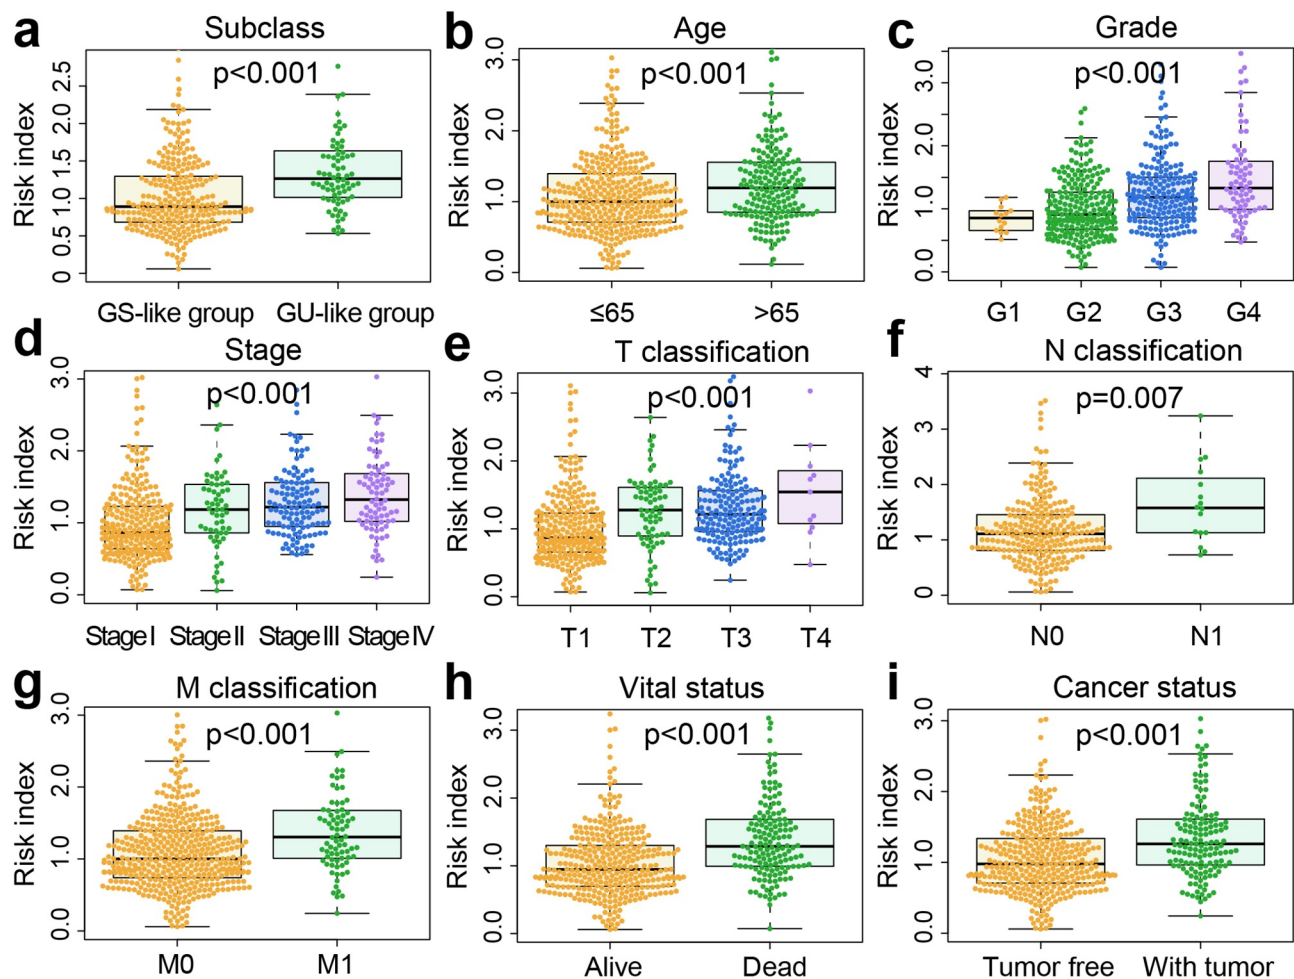 a
Subclass
p<0.001
Risk index
0 0.5 1.0 1.5 2.0 2.5
GS-like group GU-like group
b
Age
p<0.001
Risk index
0.0 1.0 2.0 3.0
≤65 >65
c
Grade
p<0.001
Risk index
0.0 1.0 2.0 3.0
G1 G2 G3 G4
d
Stage
p<0.001
Risk index
0.0 1.0 2.0 3.0
Stage I Stage II Stage III Stage IV
e
T classification
p<0.001
Risk index
0.0 1.0 2.0 3.0
T1 T2 T3 T4
f
N classification
p=0.007
Risk index
0 1 2 3 4
N0 N1
g
M classification
p<0.001
Risk index
0.0 1.0 2.0 3.0
M0 M1
h
Vital status
p<0.001
Risk index
0.0 1.0 2.0 3.0
Alive Dead
i
Cancer status
p<0.001
Risk index
0.0 1.0 2.0 3.0
Tumor free With tumor